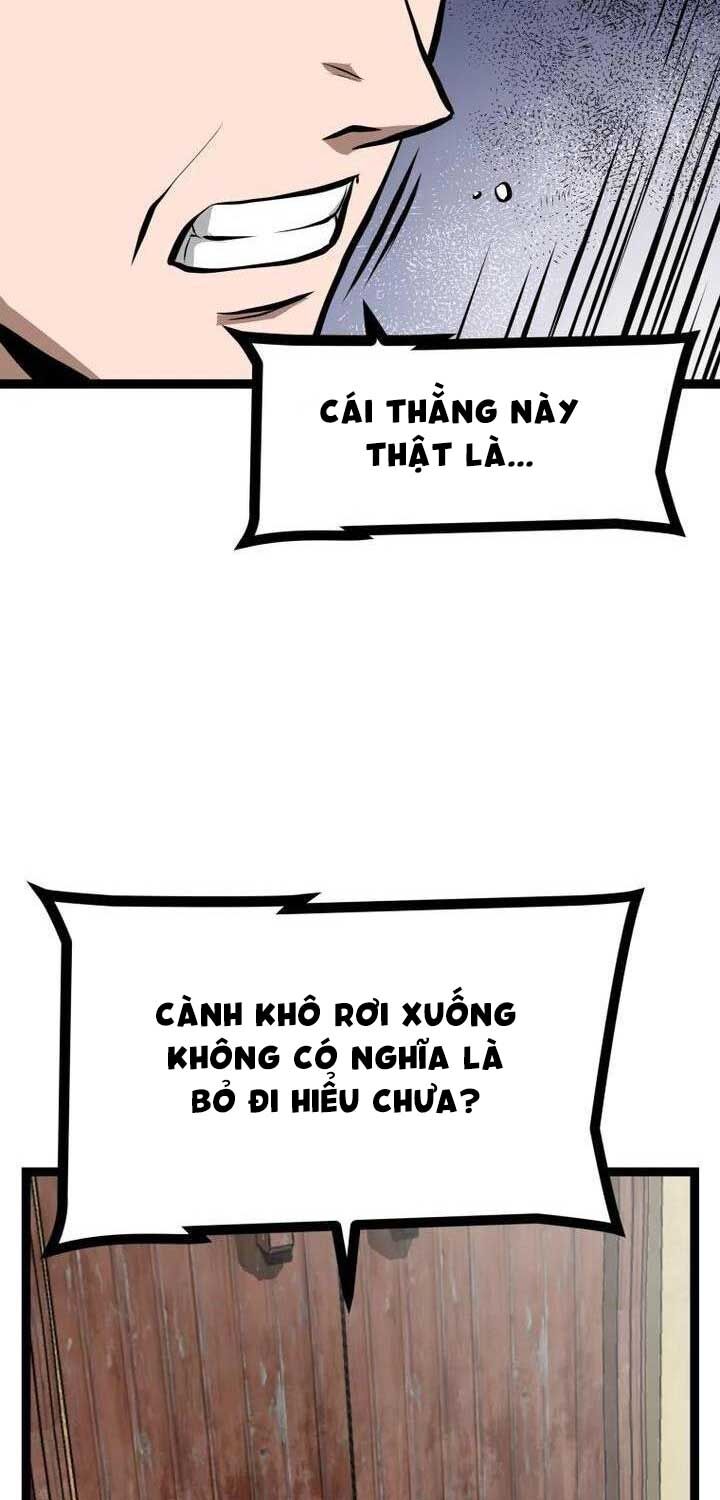 CÁI THẰNG NÀY
THẬT LÀ...
CÀNH KHÔ RƠI XUỐNG
KHÔNG CÓ NGHĨA LÀ
BỎ ĐI HIỂU CHƯA?